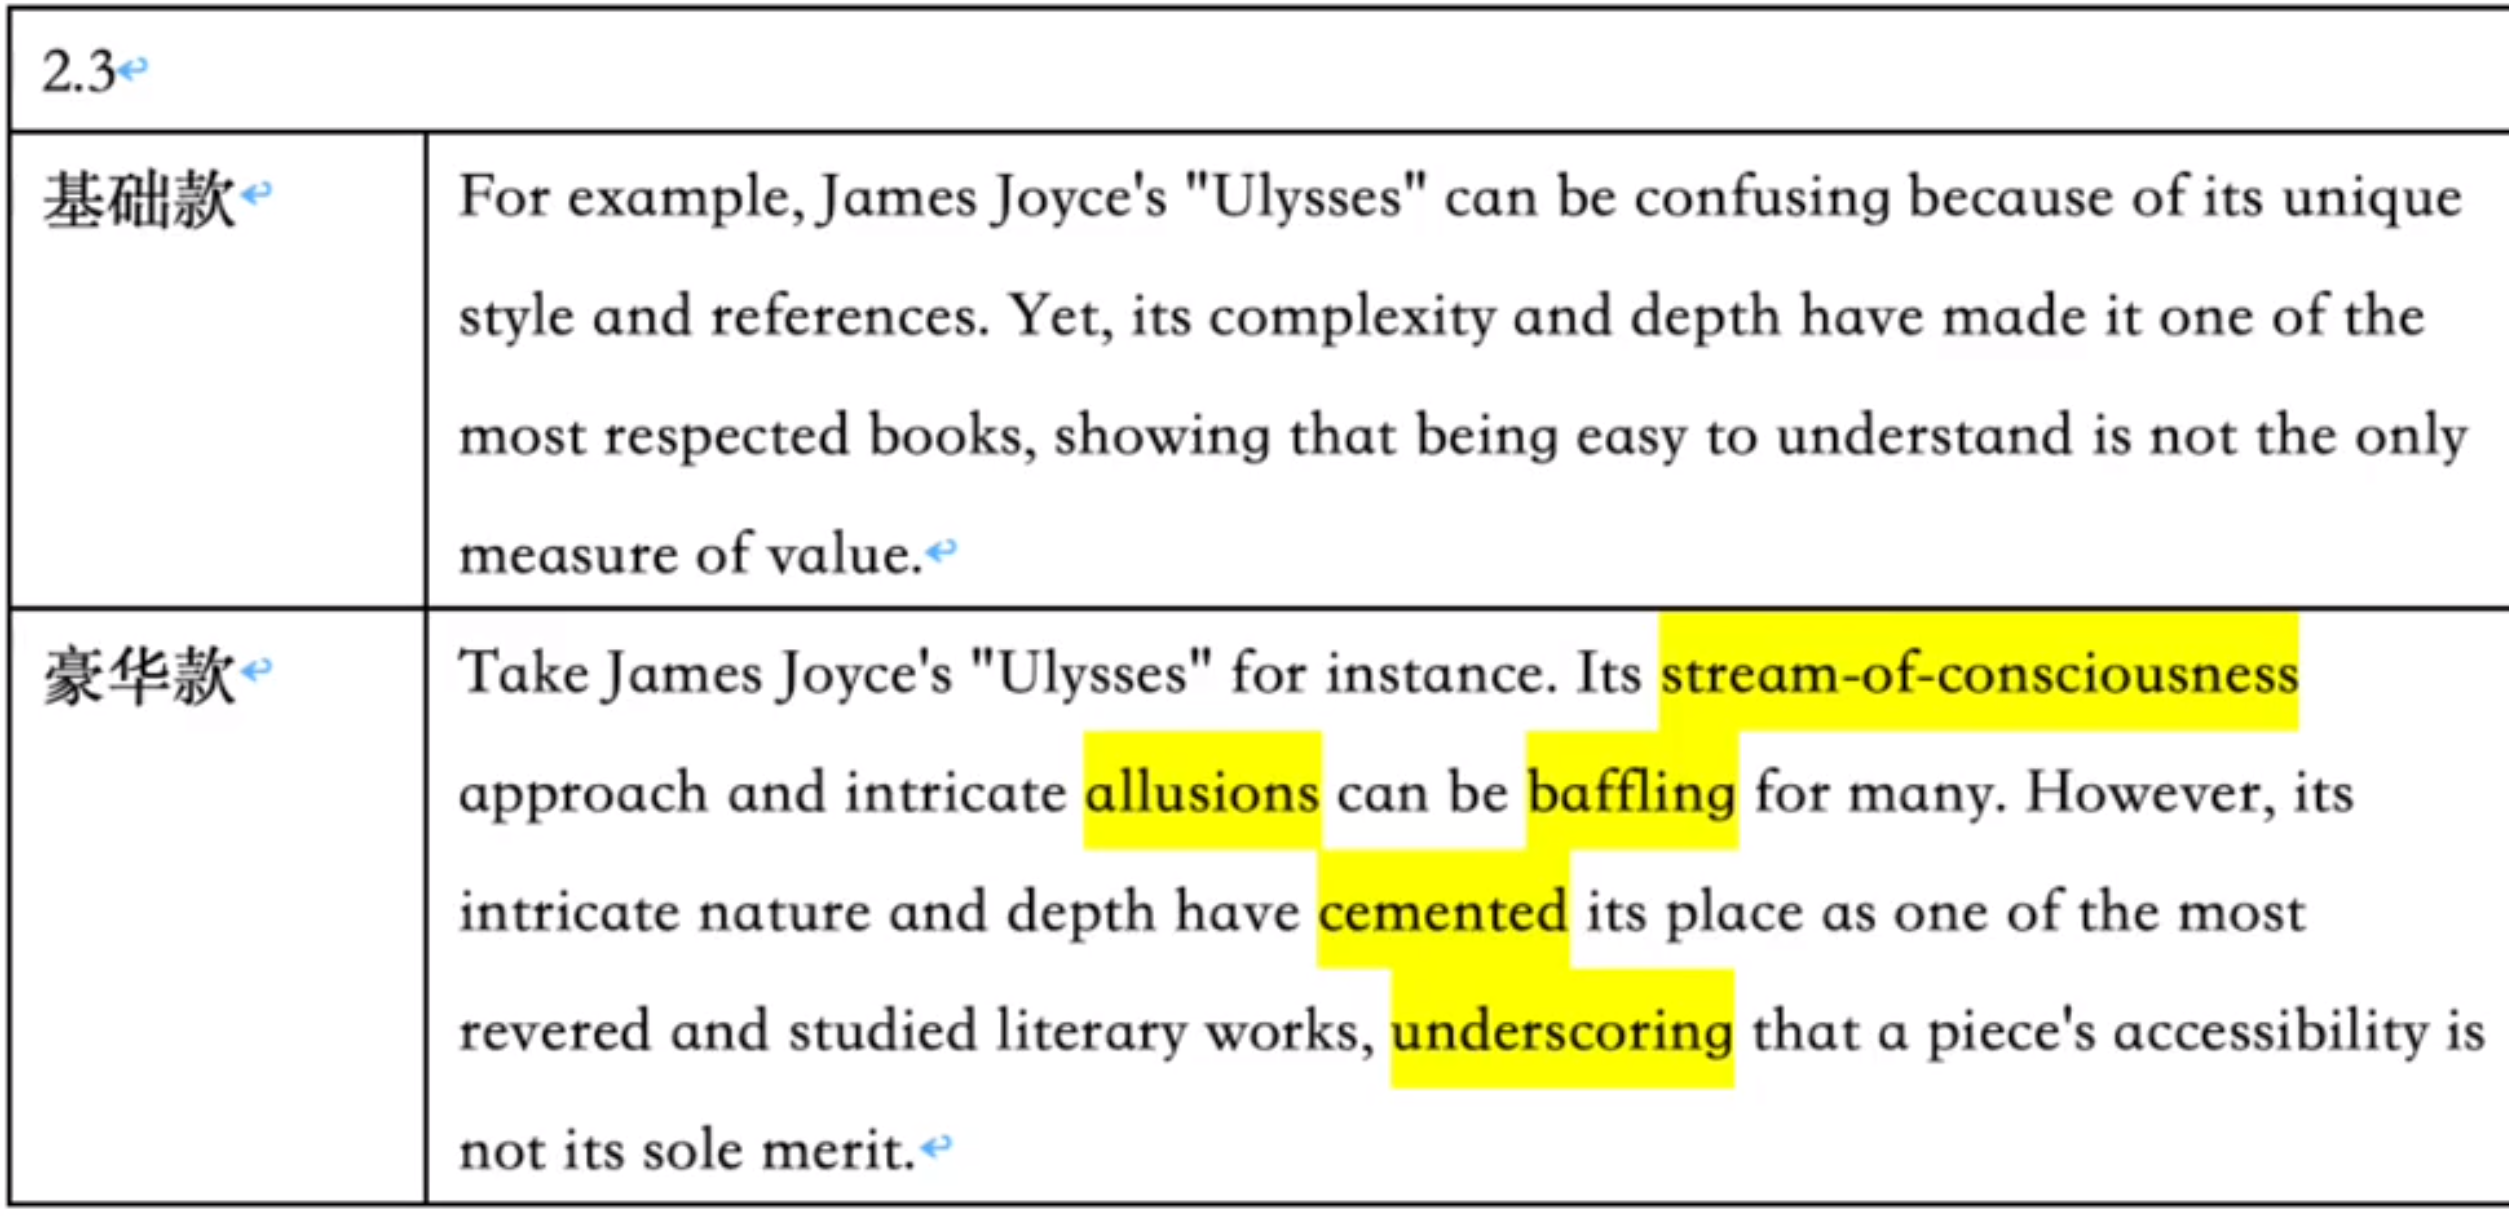 2.3
基础款
For example, James Joyce's "Ulysses" can be confusing because of its unique
style and references. Yet, its complexity and depth have made it one of the
most respected books, showing that being easy to understand is not the only
measure of value.
豪华款
Take James Joyce's "Ulysses" for instance. Its stream-of-consciousness
approach and intricate allusions can be baffling for many. However, its
intricate nature and depth have cemented its place as one of the most
revered and studied literary works, underscoring that a piece's accessibility is
not its sole merit.